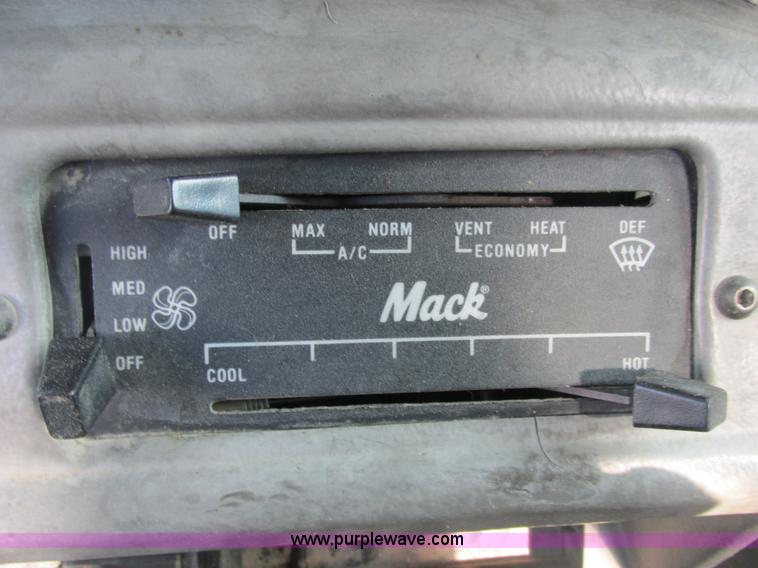 OFF MAX NORM VENT HEAT DEF
A/C ECONOMY
HIGH
MED
LOW
OFF
Mack®
COOL HOT
www.purplewave.com